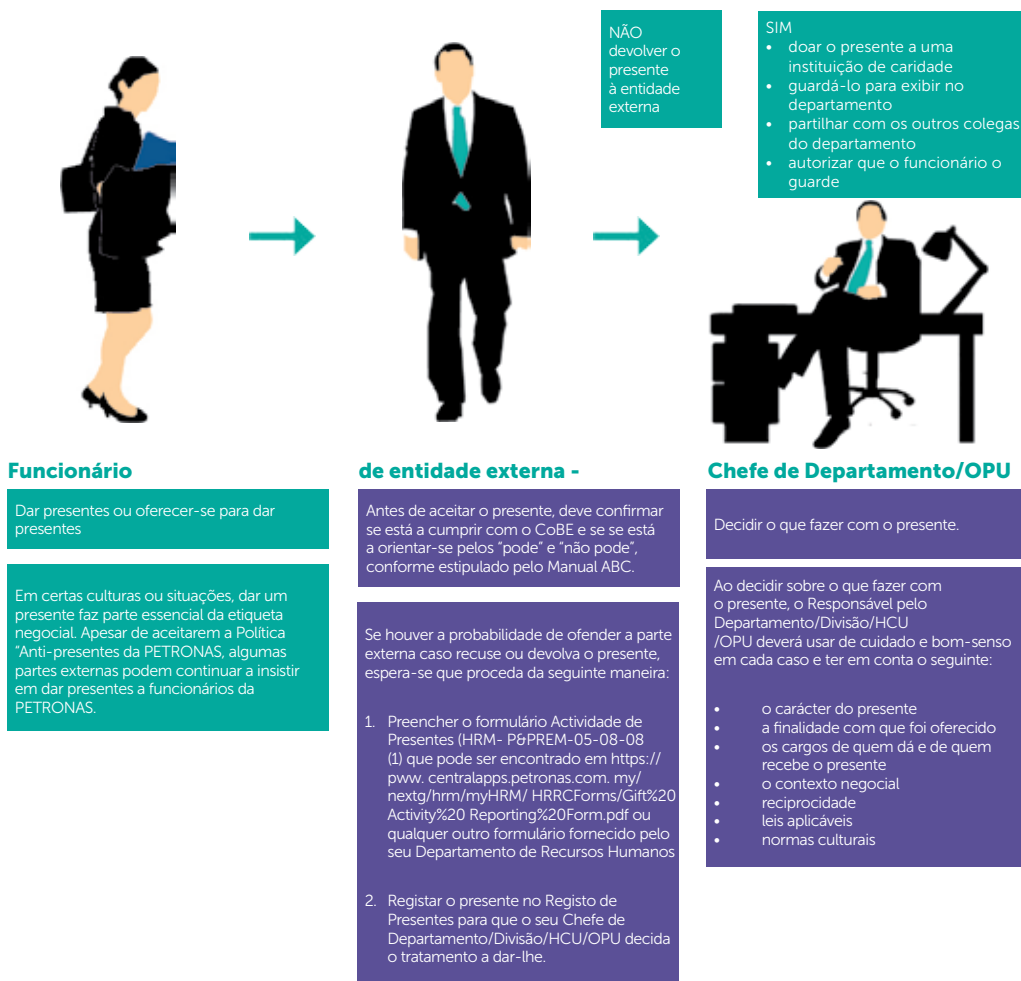 NÃO
devolver o
presente
à entidade
externa
SIM
• doar o presente a uma
instituição de caridade
• guardá-lo para exibir no
departamento
• partilhar com os outros colegas
do departamento
• autorizar que o funcionário o
guarde
Funcionário
Dar presentes ou oferecer-se para dar
presentes
Em certas culturas ou situações, dar um
presente faz parte essencial da etiqueta
negocial. Apesar de aceitarem a Política
"Anti-presentes da PETRONAS, algumas
partes externas podem continuar a insistir
em dar presentes a funcionários da
PETRONAS.
de entidade externa -
Antes de aceitar o presente, deve confirmar
se está a cumprir com o CoBE e se se está
a orientar-se pelos “pode” e “não pode”,
conforme estipulado pelo Manual ABC.
Se houver a probabilidade de ofender a parte
externa caso recuse ou devolva o presente,
espera-se que proceda da seguinte maneira:
1. Preencher o formulário Actividade de
Presentes (HRM- P&PREM-05-08-08
(1) que pode ser encontrado em https://
pww. centralapps.petronas.com. my/
nextg/hrm/myHRM/ HRRCForms/Gift%20
Activity%20 Reporting%20Form.pdf ou
qualquer outro formulário fornecido pelo
seu Departamento de Recursos Humanos
2. Registar o presente no Registo de
Presentes para que o seu Chefe de
Departamento/Divisão/HCU/OPU decida
o tratamento a dar-lhe.
Chefe de Departamento/OPU
Decidir o que fazer com o presente.
Ao decidir sobre o que fazer com
o presente, o Responsável pelo
Departamento/Divisão/HCU
/OPU deverá usar de cuidado e bom-senso
em cada caso e ter em conta o seguinte:
• o carácter do presente
• a finalidade com que foi oferecido
• os cargos de quem dá e de quem
recebe o presente
• o contexto negocial
• reciprocidade
• leis aplicáveis
• normas culturais